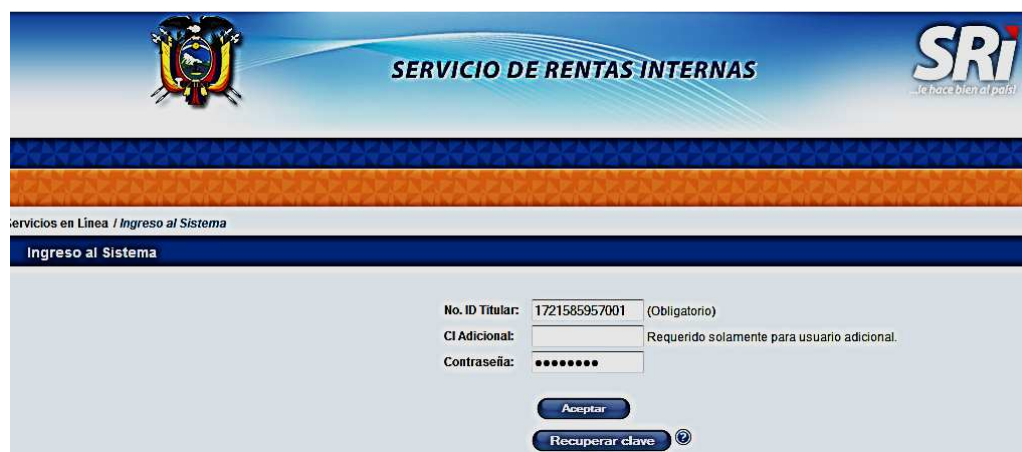 SERVICIO DE RENTAS INTERNAS
SRi
...le hace bien al país!
Servicios en Línea / Ingreso al Sistema
Ingreso al Sistema
No. ID Titular: 1721585957001 (Obligatorio)
CI Adicional: Requerido solamente para usuario adicional.
Contraseña: ●●●●●●●●
Aceptar
Recuperar clave ?